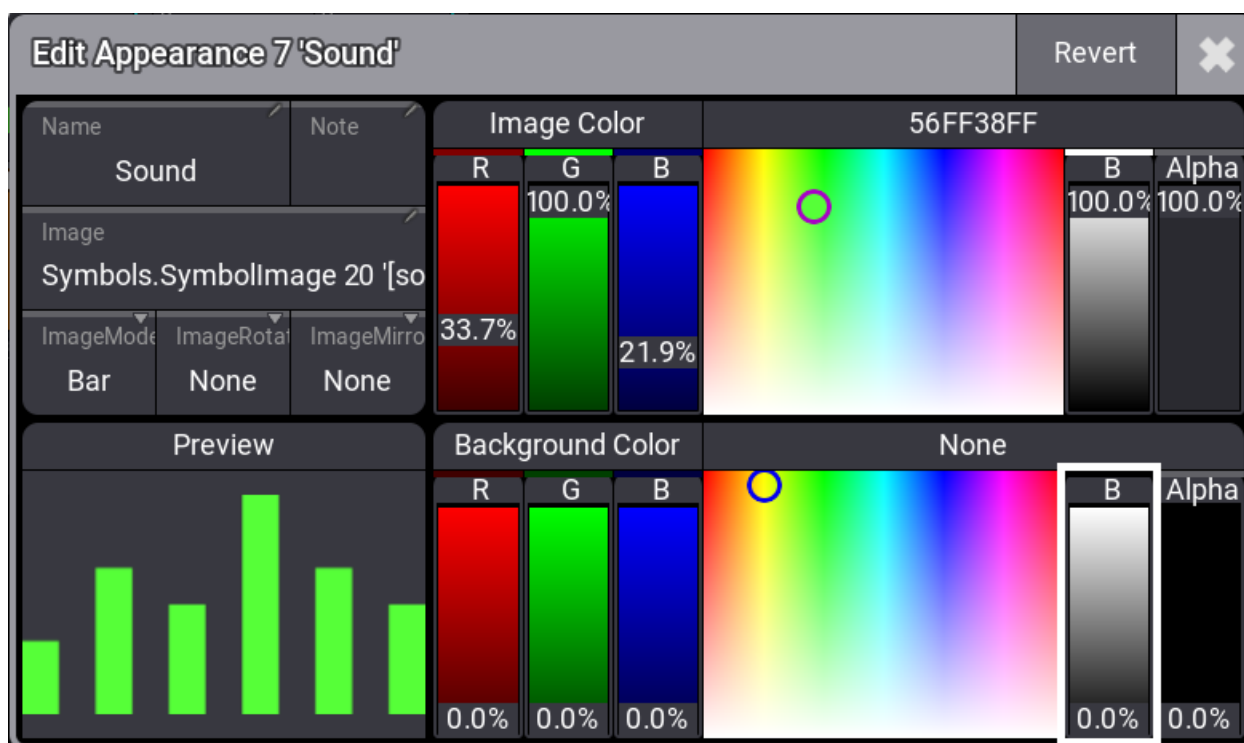 Edit Appearance 7 'Sound'
Revert
Name
Note
Sound
Image
Symbols.SymbolImage 20 '[so
ImageMode
ImageRotat
ImageMirro
Bar
None
None
Preview
Image Color
56FF38FF
R
G
B
B
Alpha
33.7%
100.0%
21.9%
100.0%
100.0%
Background Color
None
R
G
B
B
Alpha
0.0%
0.0%
0.0%
0.0%
0.0%